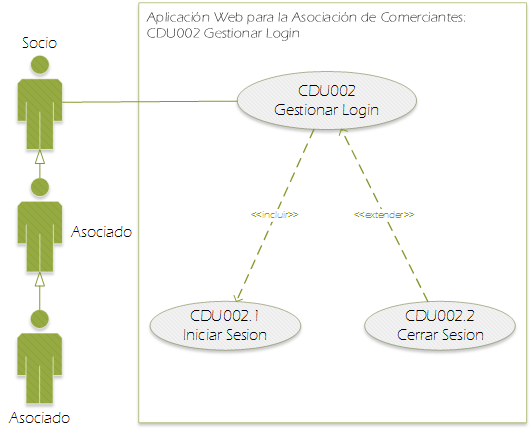 Aplicación Web para la Asociación de Comerciantes:
CDU002 Gestionar Login
Socio
CDU002
Gestionar Login
<<incluir>>
<<extender>>
Asociado
CDU002.1
Iniciar Sesion
CDU002.2
Cerrar Sesion
Asociado